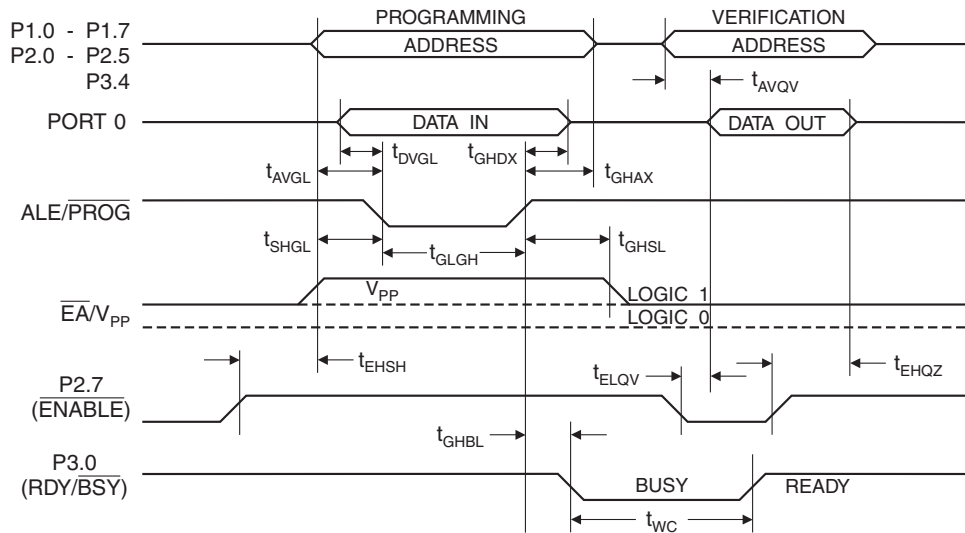 PROGRAMMING VERIFICATION
P1.0 - P1.7
P2.0 - P2.5
P3.4
ADDRESS ADDRESS
tAVQV
PORT 0 DATA IN DATA OUT
tDVGL tGHDX
tAVGL tGHAX
ALE/PROG
tSHGL tGLGH tGHSL
EA/VPP VPP LOGIC 1
LOGIC 0
tEHSH tELQV tEHQZ
P2.7
(ENABLE)
tGHBL
P3.0
(RDY/BSY) BUSY READY
tWC